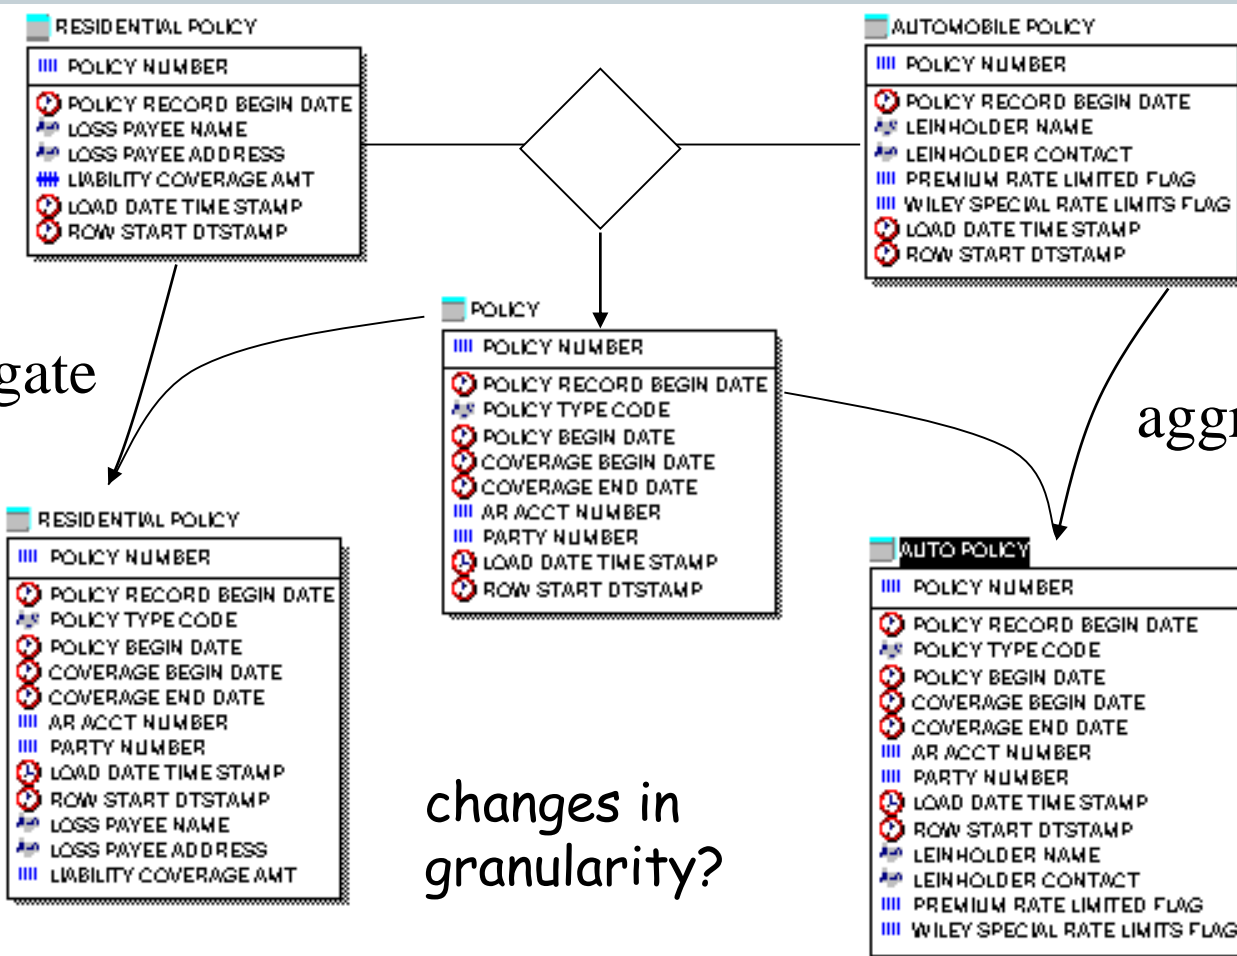 RESIDENTIAL POLICY
POLICY NUMBER
POLICY RECORD BEGIN DATE
LOSS PAYEE NAME
LOSS PAYEE ADDRESS
LIABILITY COVERAGE AMT
LOAD DATE TIME STAMP
ROW START DTSTAMP
AUTOMOBILE POLICY
POLICY NUMBER
POLICY RECORD BEGIN DATE
LEINHOLDER NAME
LEINHOLDER CONTACT
PREMIUM RATE LIMITED FLAG
WILEY SPECIAL RATE LIMITS FLAG
LOAD DATE TIME STAMP
ROW START DTSTAMP
gate
POLICY
POLICY NUMBER
POLICY RECORD BEGIN DATE
POLICY TYPE CODE
POLICY BEGIN DATE
COVERAGE BEGIN DATE
COVERAGE END DATE
AR ACCT NUMBER
PARTY NUMBER
LOAD DATE TIME STAMP
ROW START DTSTAMP
aggr
RESIDENTIAL POLICY
POLICY NUMBER
POLICY RECORD BEGIN DATE
POLICY TYPE CODE
POLICY BEGIN DATE
COVERAGE BEGIN DATE
COVERAGE END DATE
AR ACCT NUMBER
PARTY NUMBER
LOAD DATE TIME STAMP
ROW START DTSTAMP
LOSS PAYEE NAME
LOSS PAYEE ADDRESS
LIABILITY COVERAGE AMT
changes in
granularity?
AUTO POLICY
POLICY NUMBER
POLICY RECORD BEGIN DATE
POLICY TYPE CODE
POLICY BEGIN DATE
COVERAGE BEGIN DATE
COVERAGE END DATE
AR ACCT NUMBER
PARTY NUMBER
LOAD DATE TIME STAMP
ROW START DTSTAMP
LEINHOLDER NAME
LEINHOLDER CONTACT
PREMIUM RATE LIMITED FLAG
WILEY SPECIAL RATE LIMITS FLAG